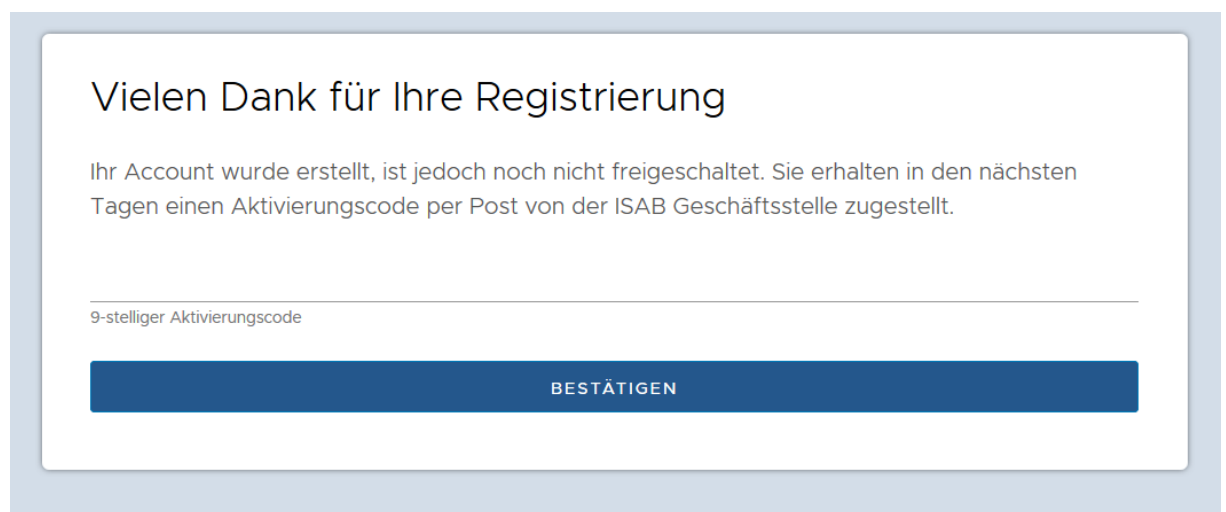 Vielen Dank für Ihre Registrierung
Ihr Account wurde erstellt, ist jedoch noch nicht freigeschaltet. Sie erhalten in den nächsten
Tagen einen Aktivierungscode per Post von der ISAB Geschäftsstelle zugestellt.
9-stelliger Aktivierungscode
BESTÄTIGEN